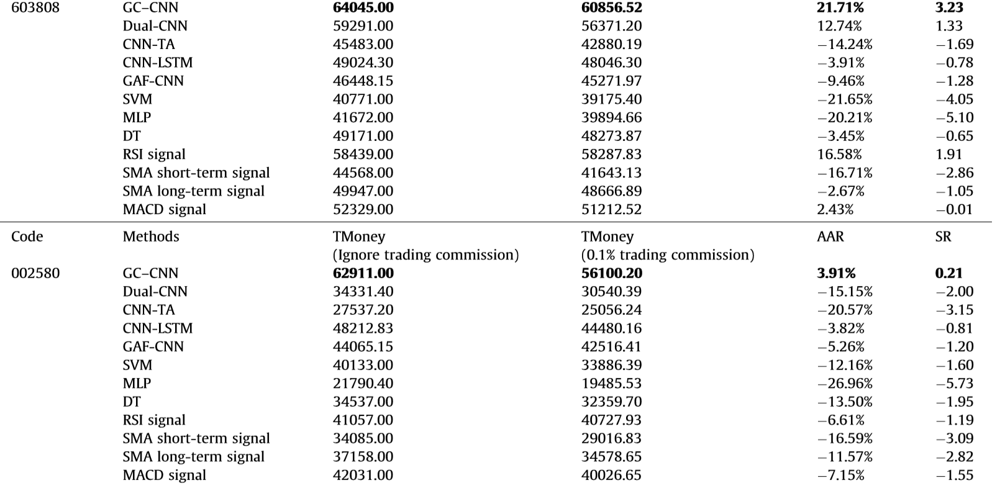 603808 GC–CNN 64045.00 60856.52 21.71% 3.23
Dual-CNN 59291.00 56371.20 12.74% 1.33
CNN-TA 45483.00 42880.19 −14.24% −1.69
CNN-LSTM 49024.30 48046.30 −3.91% −0.78
GAF-CNN 46448.15 45271.97 −9.46% −1.28
SVM 40771.00 39175.40 −21.65% −4.05
MLP 41672.00 39894.66 −20.21% −5.10
DT 49171.00 48273.87 −3.45% −0.65
RSI signal 58439.00 58287.83 16.58% 1.91
SMA short-term signal 44568.00 41643.13 −16.71% −2.86
SMA long-term signal 49947.00 48666.89 −2.67% −1.05
MACD signal 52329.00 51212.52 2.43% −0.01
Code Methods TMoney TMoney AAR SR
(Ignore trading commission) (0.1% trading commission)
002580 GC–CNN 62911.00 56100.20 3.91% 0.21
Dual-CNN 34331.40 30540.39 −15.15% −2.00
CNN-TA 27537.20 25056.24 −20.57% −3.15
CNN-LSTM 48212.83 44480.16 −3.82% −0.81
GAF-CNN 44065.15 42516.41 −5.26% −1.20
SVM 40133.00 33886.39 −12.16% −1.60
MLP 21790.40 19485.53 −26.96% −5.73
DT 34537.00 32359.70 −13.50% −1.95
RSI signal 41057.00 40727.93 −6.61% −1.19
SMA short-term signal 34085.00 29016.83 −16.59% −3.09
SMA long-term signal 37158.00 34578.65 −11.57% −2.82
MACD signal 42031.00 40026.65 −7.15% −1.55